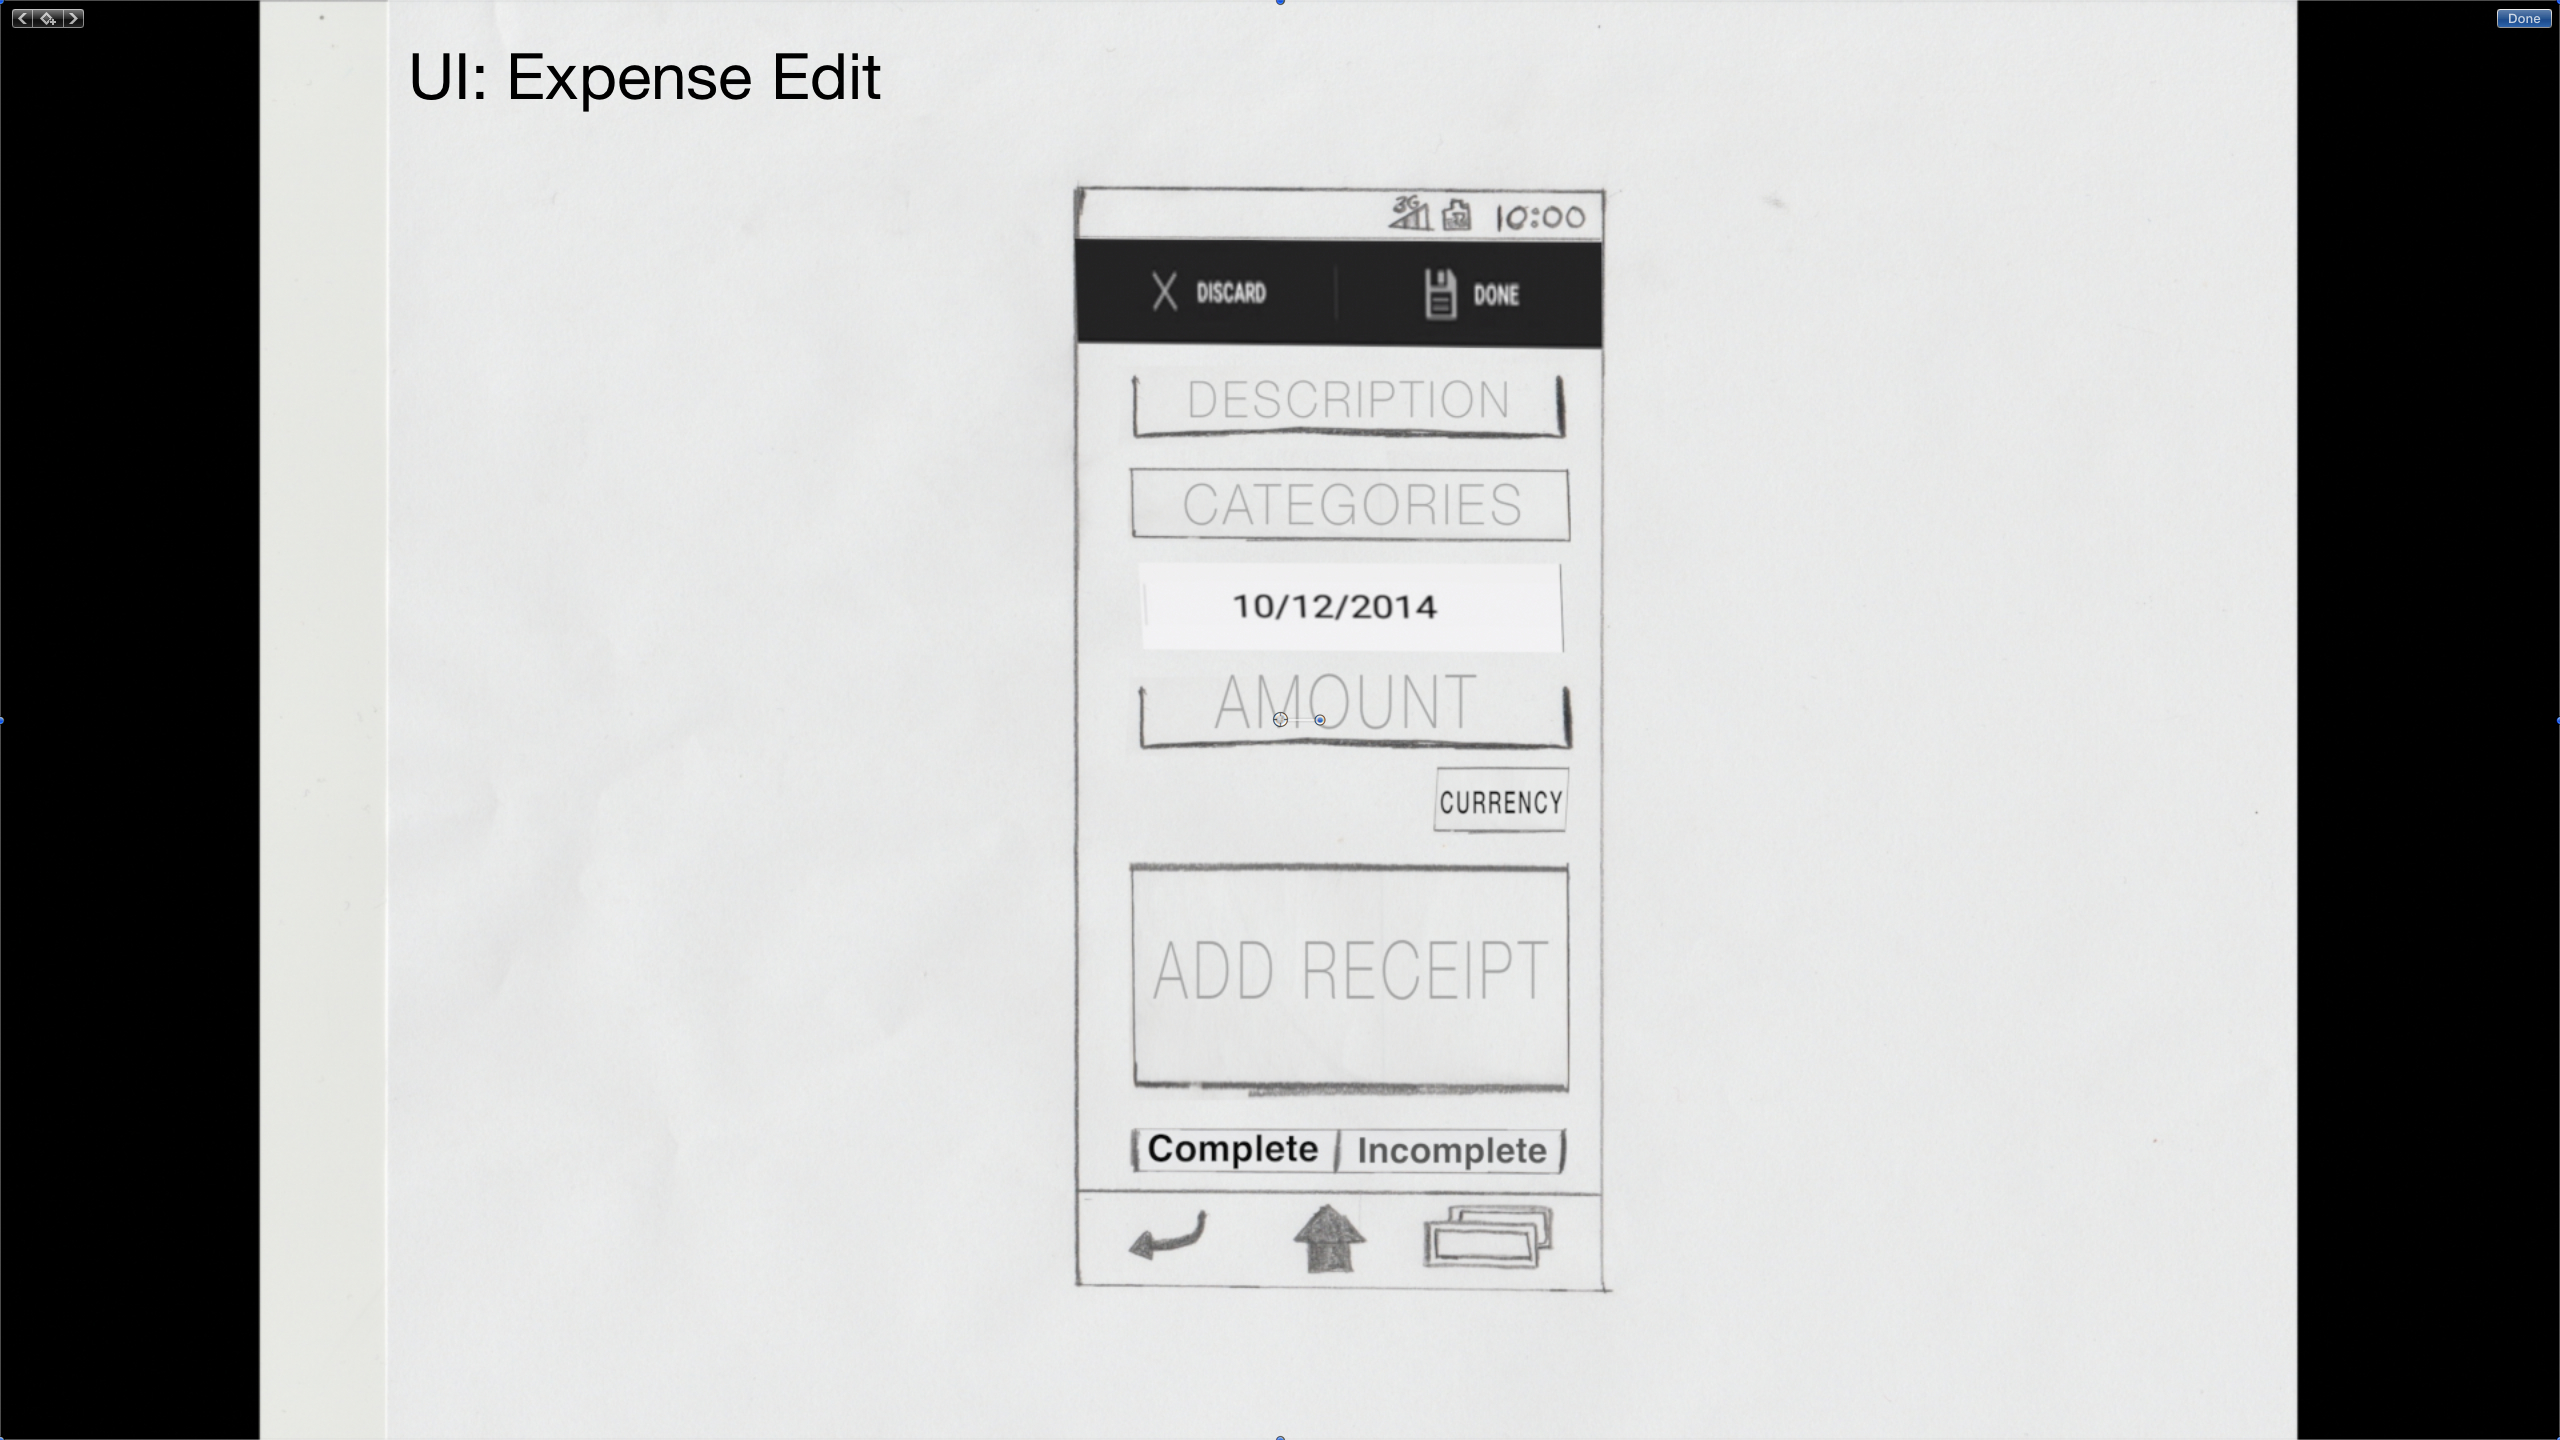 Done
UI: Expense Edit
3G 10:00
DISCARD DONE
DESCRIPTION
CATEGORIES
10/12/2014
AMOUNT
CURRENCY
ADD RECEIPT
Complete Incomplete